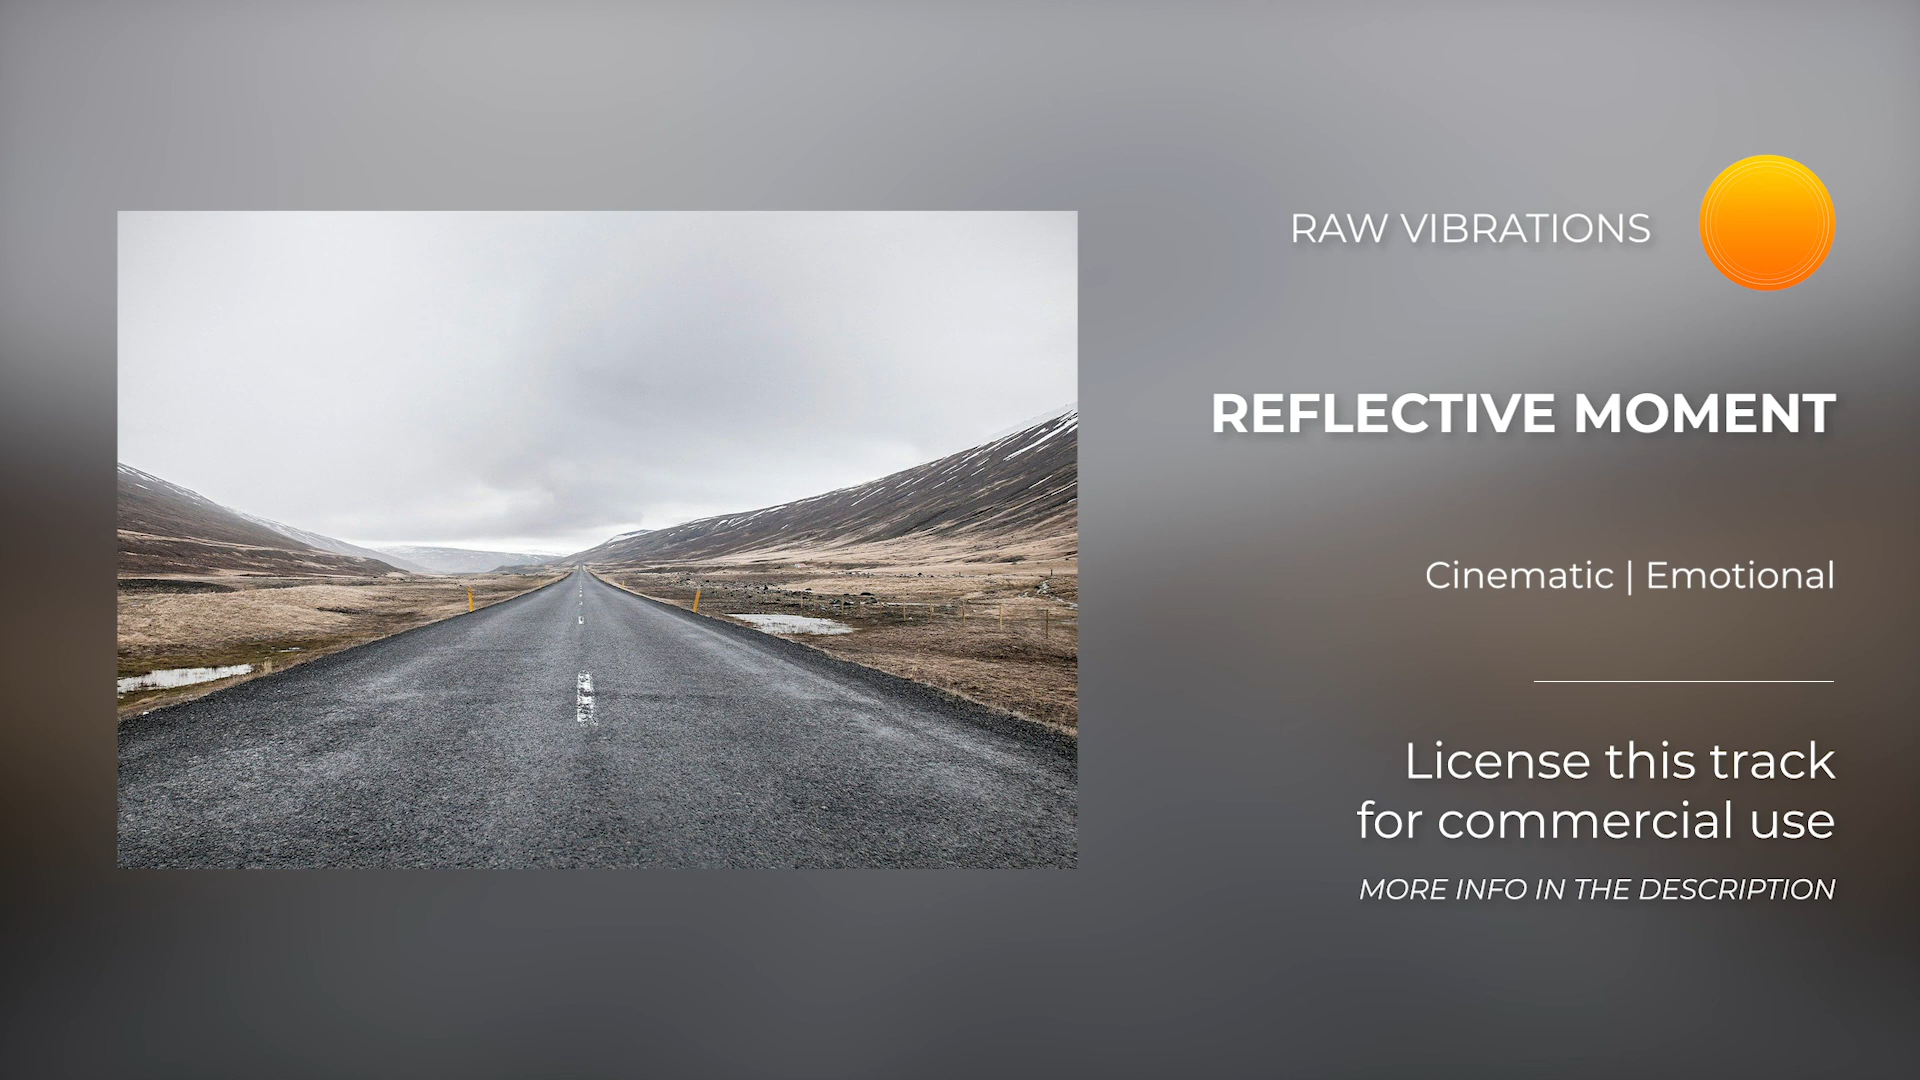 RAW VIBRATIONS
REFLECTIVE MOMENT
Cinematic | Emotional
License this track
for commercial use
MORE INFO IN THE DESCRIPTION